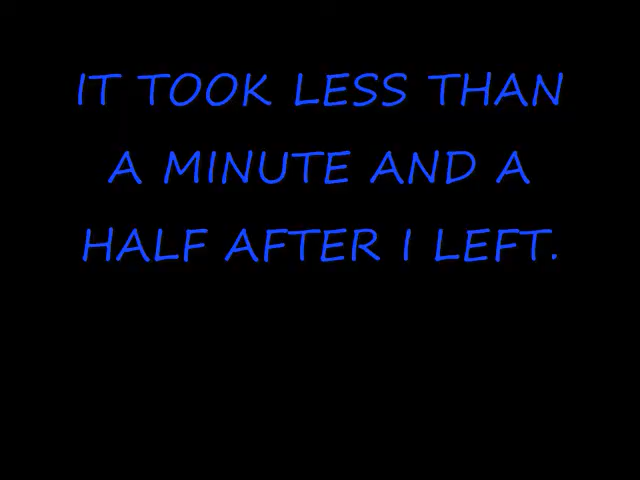 IT TOOK LESS THAN
A MINUTE AND A
HALF AFTER I LEFT.